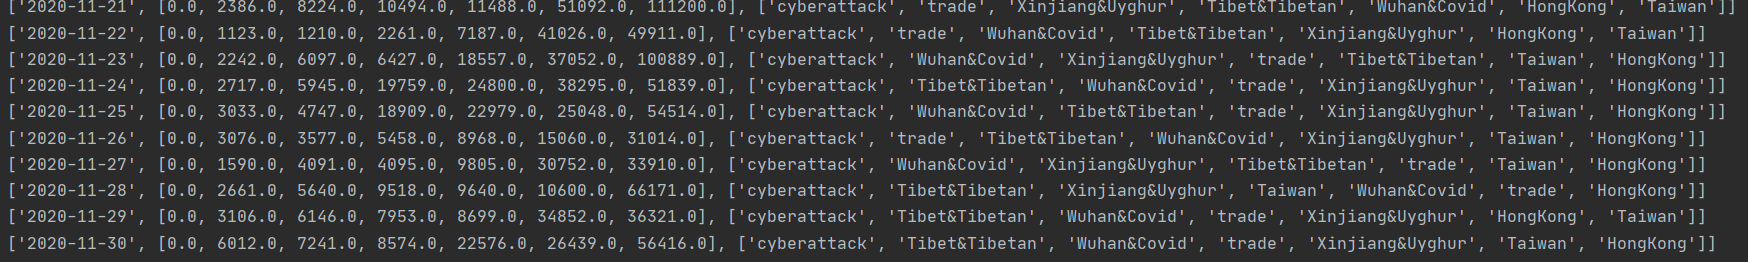 ['2020-11-21', [0.0, 2386.0, 8224.0, 10494.0, 11488.0, 51092.0, 111200.0], ['cyberattack', 'trade', 'Xinjiang&Uyghur', 'Tibet&Tibetan', 'Wuhan&Covid', 'HongKong', 'Taiwan']]
['2020-11-22', [0.0, 1123.0, 1210.0, 2261.0, 7187.0, 41026.0, 49911.0], ['cyberattack', 'trade', 'Wuhan&Covid', 'Tibet&Tibetan', 'Xinjiang&Uyghur', 'HongKong', 'Taiwan']]
['2020-11-23', [0.0, 2242.0, 6097.0, 6427.0, 18557.0, 37052.0, 100889.0], ['cyberattack', 'Wuhan&Covid', 'Xinjiang&Uyghur', 'trade', 'Tibet&Tibetan', 'Taiwan', 'HongKong']]
['2020-11-24', [0.0, 2717.0, 5945.0, 19759.0, 24800.0, 38295.0, 51839.0], ['cyberattack', 'Tibet&Tibetan', 'Wuhan&Covid', 'trade', 'Xinjiang&Uyghur', 'Taiwan', 'HongKong']]
['2020-11-25', [0.0, 3033.0, 4747.0, 18909.0, 22979.0, 25048.0, 54514.0], ['cyberattack', 'Wuhan&Covid', 'Tibet&Tibetan', 'trade', 'Xinjiang&Uyghur', 'Taiwan', 'HongKong']]
['2020-11-26', [0.0, 3076.0, 3577.0, 5458.0, 8968.0, 15060.0, 31014.0], ['cyberattack', 'trade', 'Tibet&Tibetan', 'Wuhan&Covid', 'Xinjiang&Uyghur', 'Taiwan', 'HongKong']]
['2020-11-27', [0.0, 1590.0, 4091.0, 4095.0, 9805.0, 30752.0, 33910.0], ['cyberattack', 'Wuhan&Covid', 'Xinjiang&Uyghur', 'Tibet&Tibetan', 'trade', 'Taiwan', 'HongKong']]
['2020-11-28', [0.0, 2661.0, 5640.0, 9518.0, 9640.0, 10600.0, 66171.0], ['cyberattack', 'Tibet&Tibetan', 'Xinjiang&Uyghur', 'Taiwan', 'Wuhan&Covid', 'trade', 'HongKong']]
['2020-11-29', [0.0, 3106.0, 6146.0, 7953.0, 8699.0, 34852.0, 36321.0], ['cyberattack', 'Tibet&Tibetan', 'Wuhan&Covid', 'trade', 'Xinjiang&Uyghur', 'HongKong', 'Taiwan']]
['2020-11-30', [0.0, 6012.0, 7241.0, 8574.0, 22576.0, 26439.0, 56416.0], ['cyberattack', 'Tibet&Tibetan', 'Wuhan&Covid', 'trade', 'Xinjiang&Uyghur', 'Taiwan', 'HongKong']]